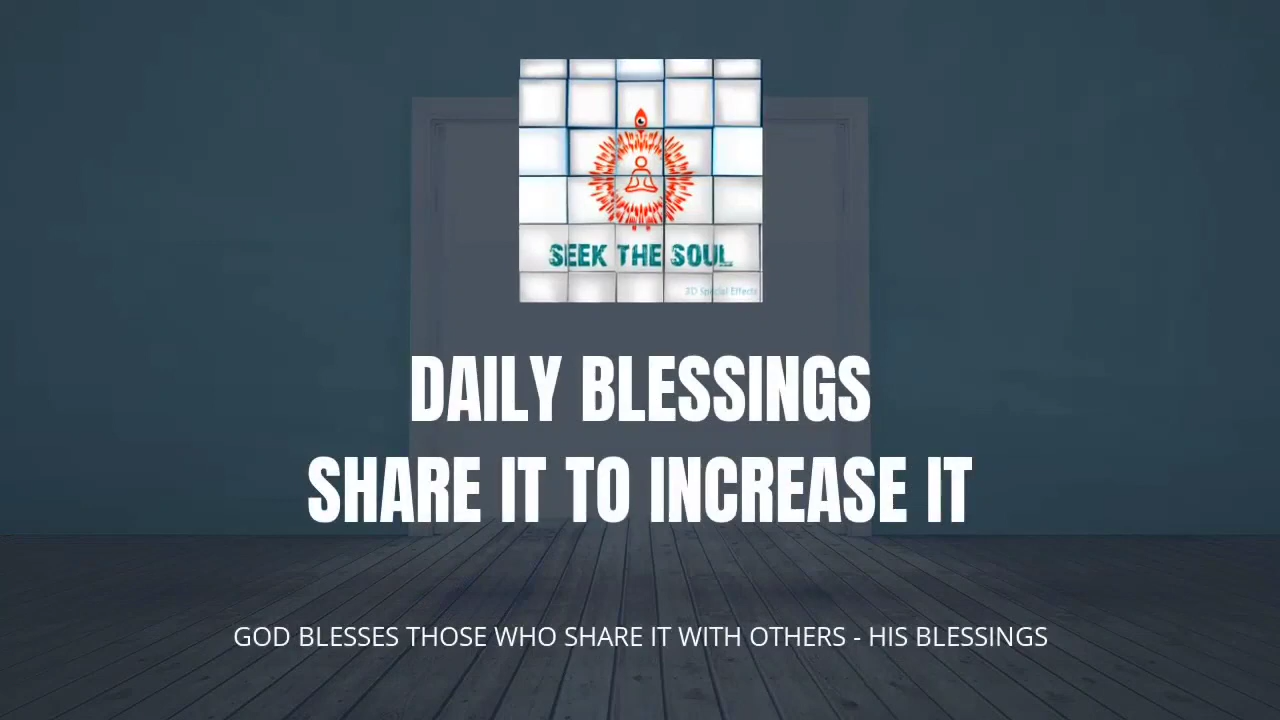 SEEK THE SOUL
3D Special Effects
DAILY BLESSINGS
SHARE IT TO INCREASE IT
GOD BLESSES THOSE WHO SHARE IT WITH OTHERS - HIS BLESSINGS